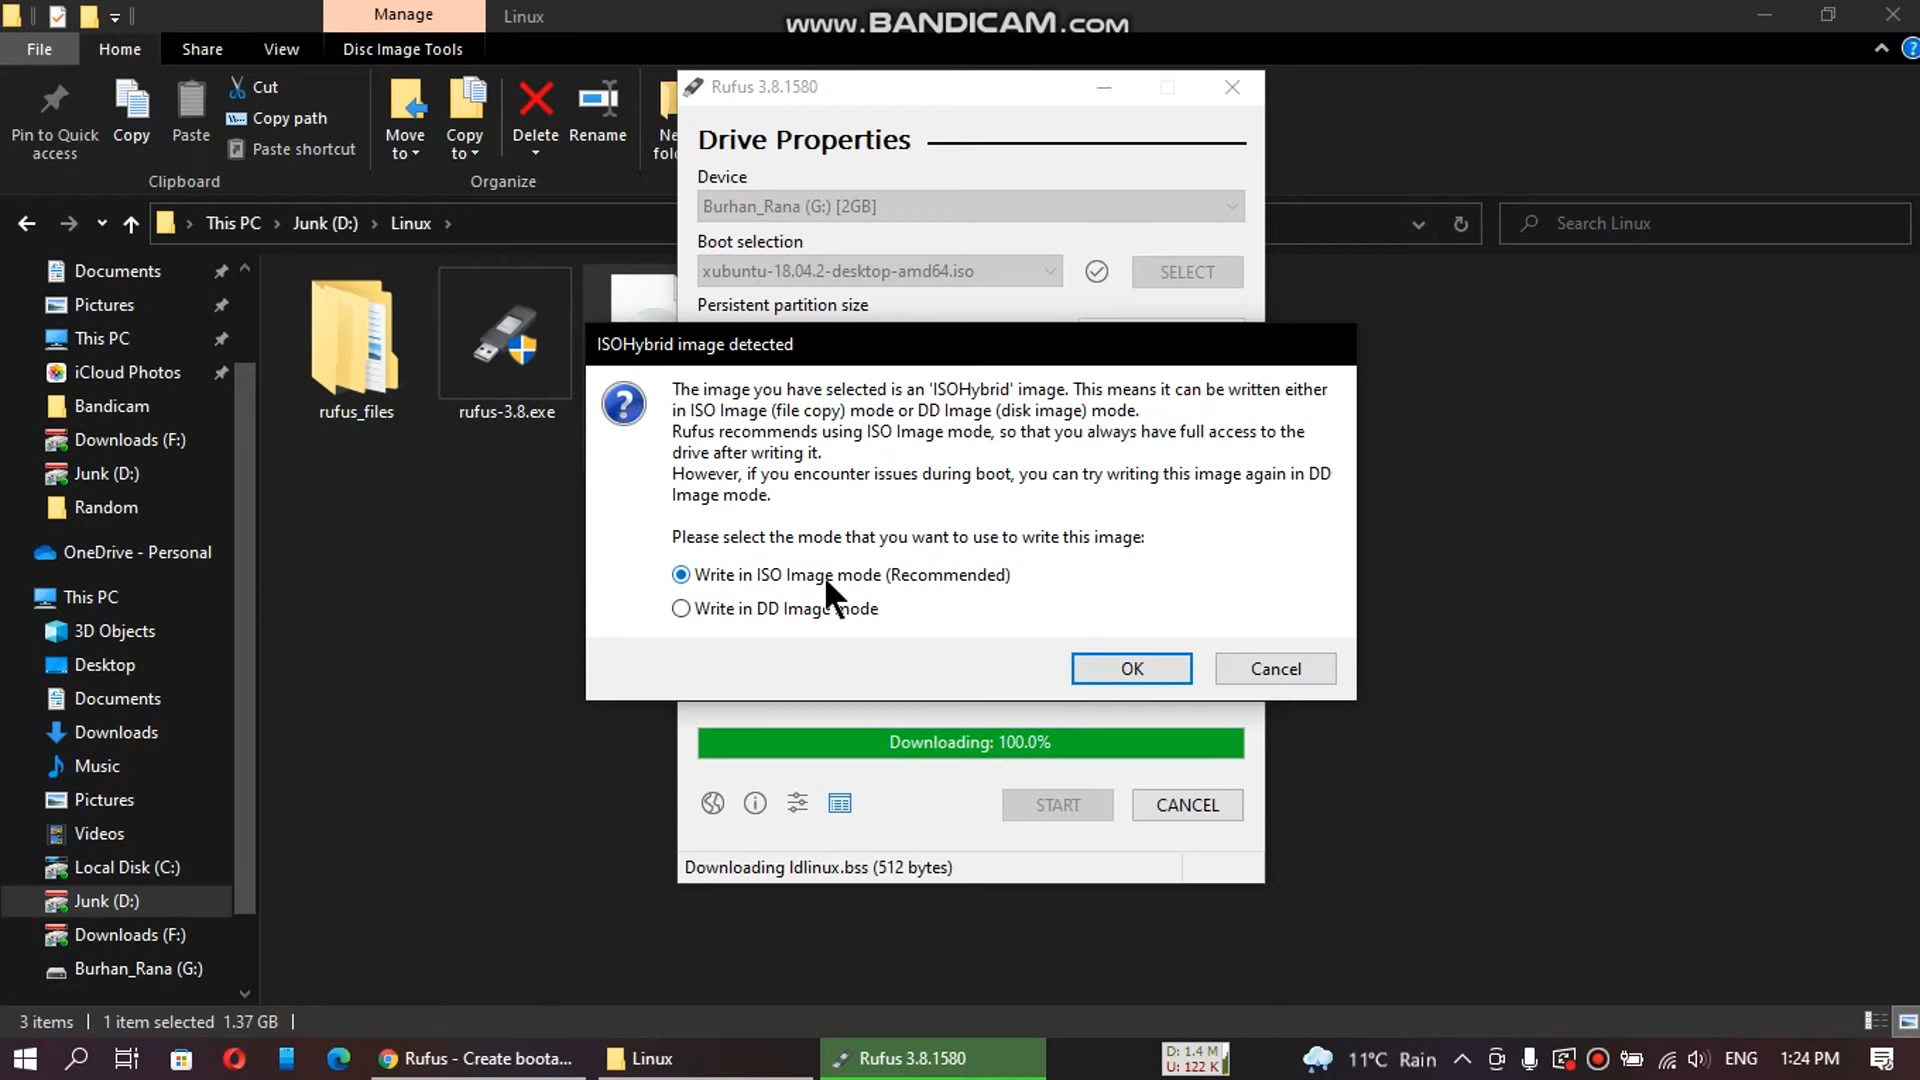 Manage
Linux
www.BANDICAM.com
File
Home
Share
View
Disc Image Tools
Pin to Quick
access
Copy
Paste
Cut
Copy path
Paste shortcut
Move
to
Copy
to
Delete
Rename
Ne
fol
Clipboard
Organize
This PC
Junk (D:)
Linux
Search Linux
Documents
Pictures
This PC
iCloud Photos
Bandicam
Downloads (F:)
Junk (D:)
Random
OneDrive - Personal
This PC
3D Objects
Desktop
Documents
Downloads
Music
Pictures
Videos
Local Disk (C:)
Junk (D:)
Downloads (F:)
Burhan_Rana (G:)
rufus_files
rufus-3.8.exe
Rufus 3.8.1580
Drive Properties
Device
Burhan_Rana (G:) [2GB]
Boot selection
xubuntu-18.04.2-desktop-amd64.iso
SELECT
Persistent partition size
ISOHybrid image detected
The image you have selected is an 'ISOHybrid' image. This means it can be written either
in ISO Image (file copy) mode or DD Image (disk image) mode.
Rufus recommends using ISO Image mode, so that you always have full access to the
drive after writing it.
However, if you encounter issues during boot, you can try writing this image again in DD
Image mode.
Please select the mode that you want to use to write this image:
Write in ISO Image mode (Recommended)
Write in DD Image mode
OK
Cancel
Downloading: 100.0%
START
CANCEL
Downloading ldlinux.bss (512 bytes)
3 items
1 item selected 1.37 GB
Rufus - Create boota...
Linux
Rufus 3.8.1580
D: 1.4 M
U: 122 K
11°C Rain
ENG
1:24 PM